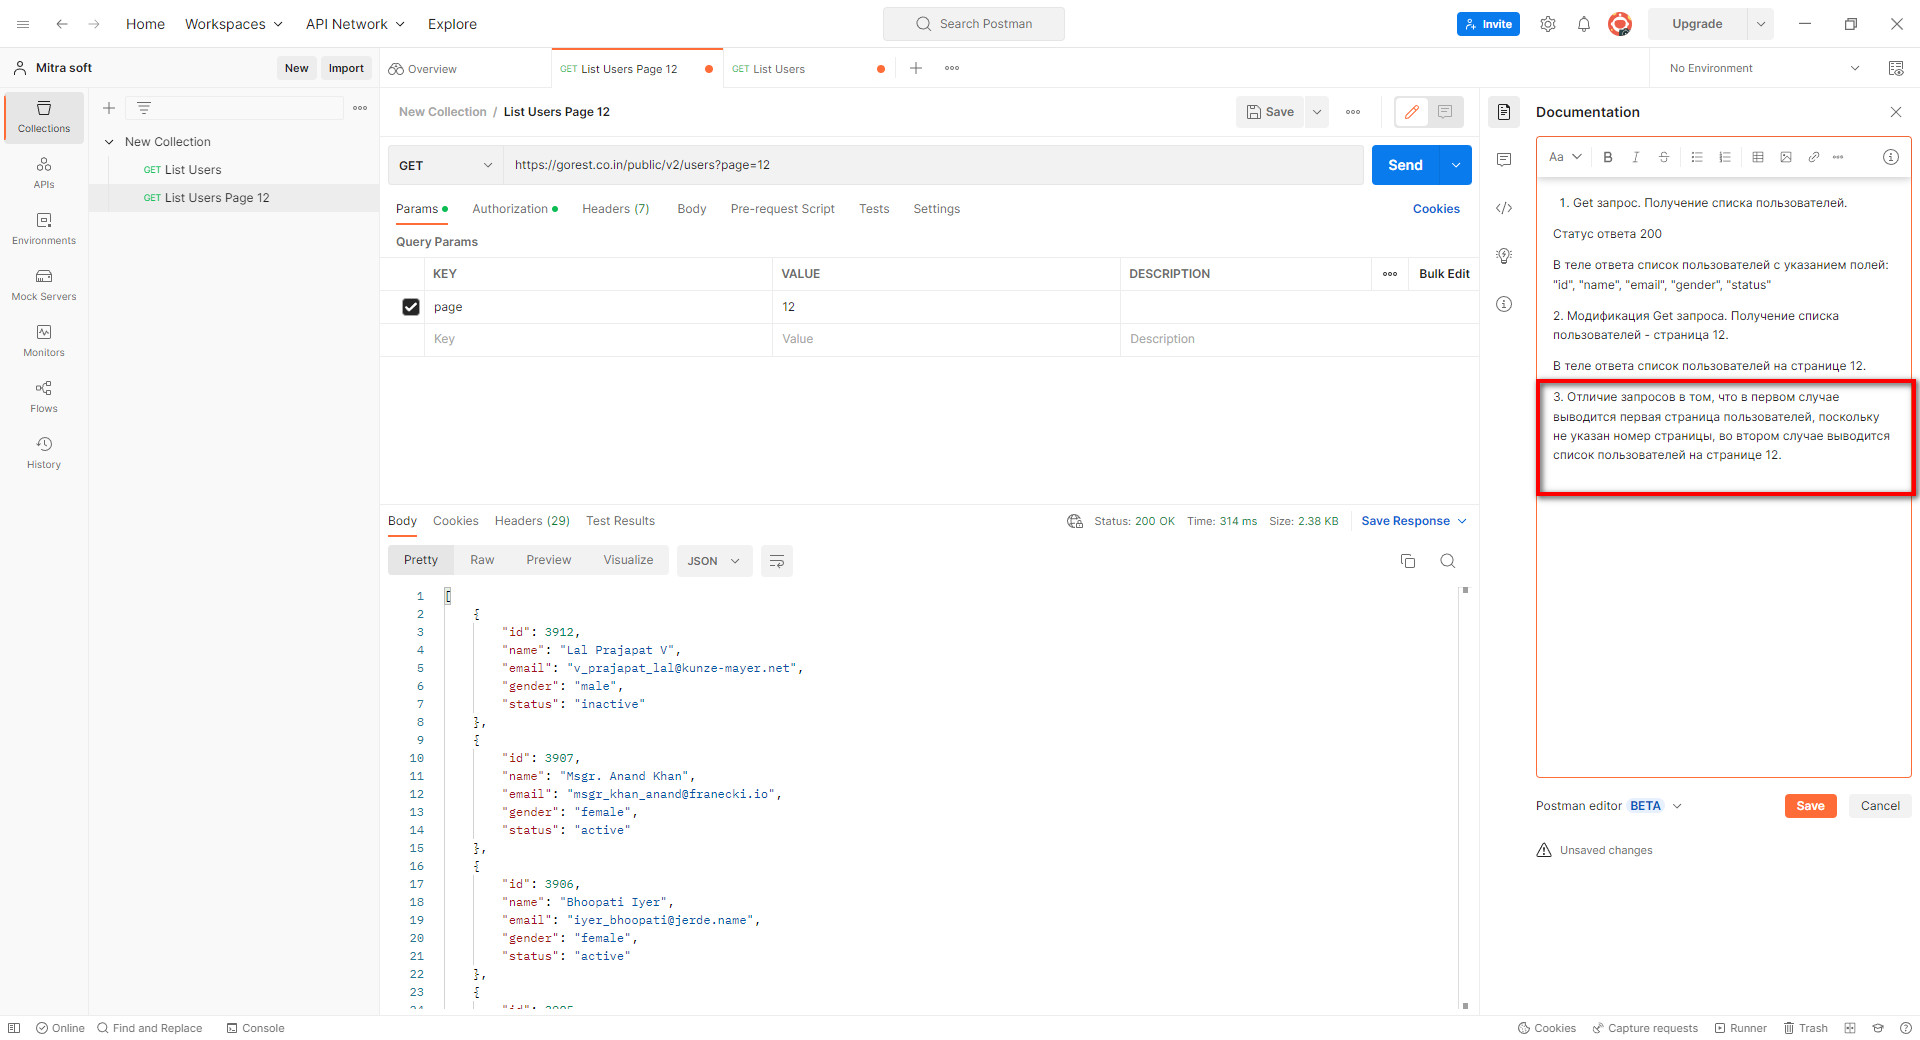 Home Workspaces API Network Explore Search Postman Invite Upgrade
Mitra soft New Import Overview GET List Users Page 12 GET List Users No Environment
Collections
APIs
Environments
Mock Servers
Monitors
Flows
History
New Collection
GET List Users
GET List Users Page 12
New Collection / List Users Page 12 Save
GET https://gorest.co.in/public/v2/users?page=12 Send
Params Authorization Headers (7) Body Pre-request Script Tests Settings Cookies
Query Params
KEY VALUE DESCRIPTION Bulk Edit
page 12
Key Value Description
Body Cookies Headers (29) Test Results Status: 200 OK Time: 314 ms Size: 2.38 KB Save Response
Pretty Raw Preview Visualize JSON
1 [
2 {
3 "id": 3912,
4 "name": "Lal Prajapat V",
5 "email": "v_prajapat_lal@kunze-mayer.net",
6 "gender": "male",
7 "status": "inactive"
8 },
9 {
10 "id": 3907,
11 "name": "Msgr. Anand Khan",
12 "email": "msgr_khan_anand@franecki.io",
13 "gender": "female",
14 "status": "active"
15 },
16 {
17 "id": 3906,
18 "name": "Bhoopati Iyer",
19 "email": "iyer_bhoopati@jerde.name",
20 "gender": "female",
21 "status": "active"
22 },
23 {
Documentation
Aa B I S
1. Get запрос. Получение списка пользователей.
Статус ответа 200
В теле ответа список пользователей с указанием полей:
"id", "name", "email", "gender", "status"
2. Модификация Get запроса. Получение списка
пользователей - страница 12.
В теле ответа список пользователей на странице 12.
3. Отличие запросов в том, что в первом случае
выводится первая страница пользователей, поскольку
не указан номер страницы, во втором случае выводится
список пользователей на странице 12.
Postman editor BETA Save Cancel
Unsaved changes
Online Find and Replace Console Cookies Capture requests Runner Trash